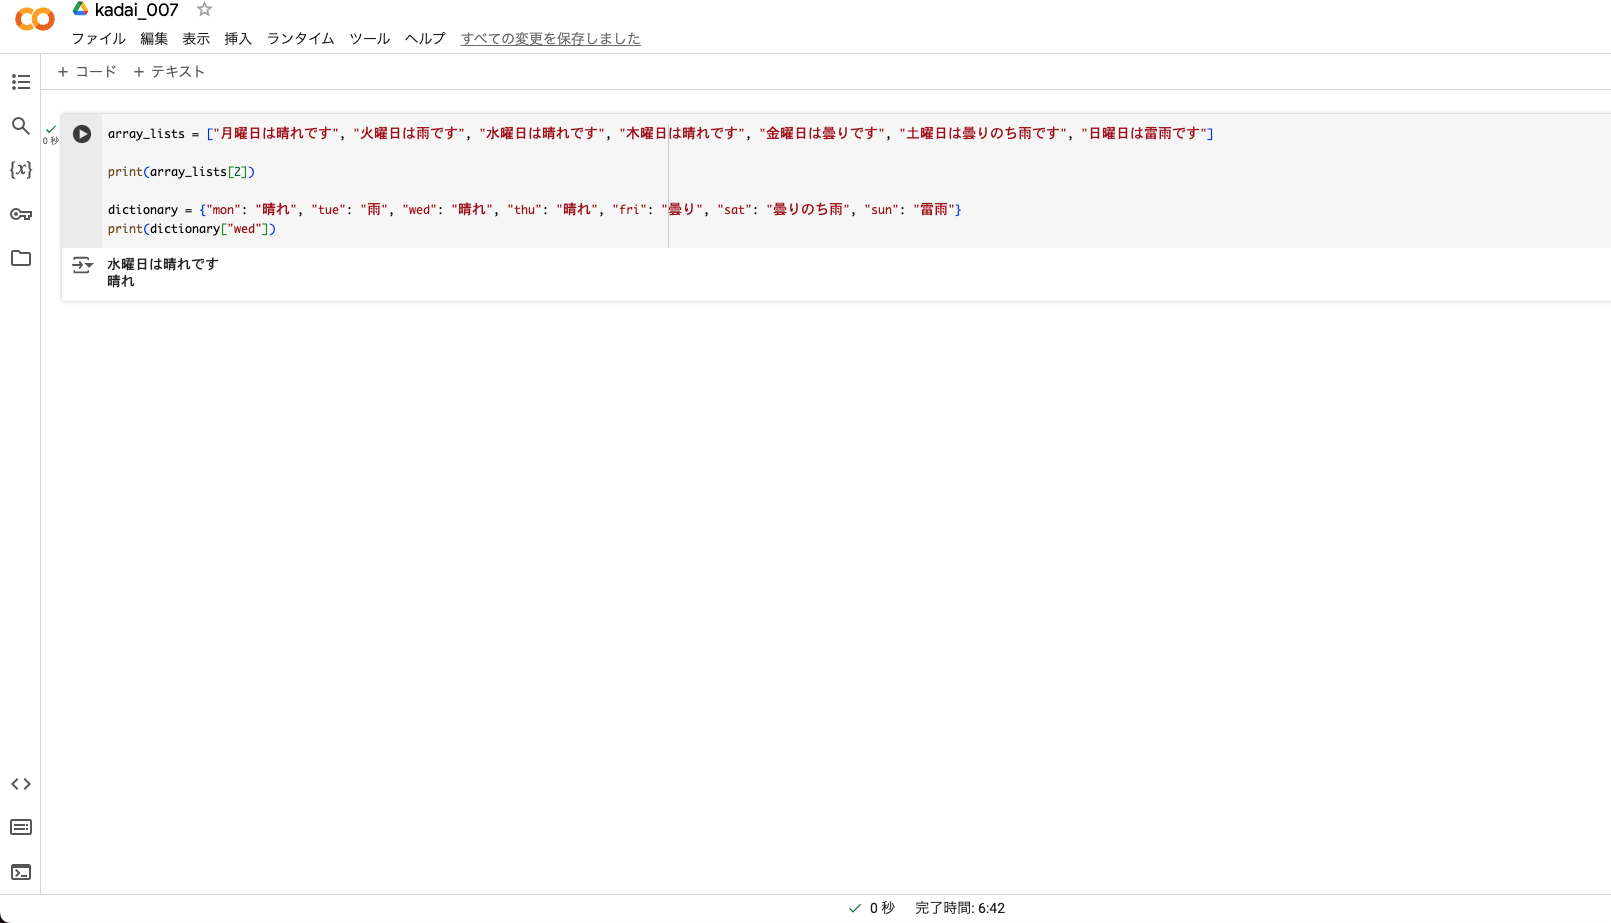 kadai_007
ファイル 編集 表示 挿入 ランタイム ツール ヘルプ すべての変更を保存しました
+ コード + テキスト
{x}
0 秒
array_lists = ["月曜日は晴れです", "火曜日は雨です", "水曜日は晴れです", "木曜日は晴れです", "金曜日は曇りです", "土曜日は曇りのち雨です", "日曜日は雷雨です"]
print(array_lists[2])
dictionary = {"mon": "晴れ", "tue": "雨", "wed": "晴れ", "thu": "晴れ", "fri": "曇り", "sat": "曇りのち雨", "sun": "雷雨"}
print(dictionary["wed"])
水曜日は晴れです
晴れ
0 秒 完了時間: 6:42